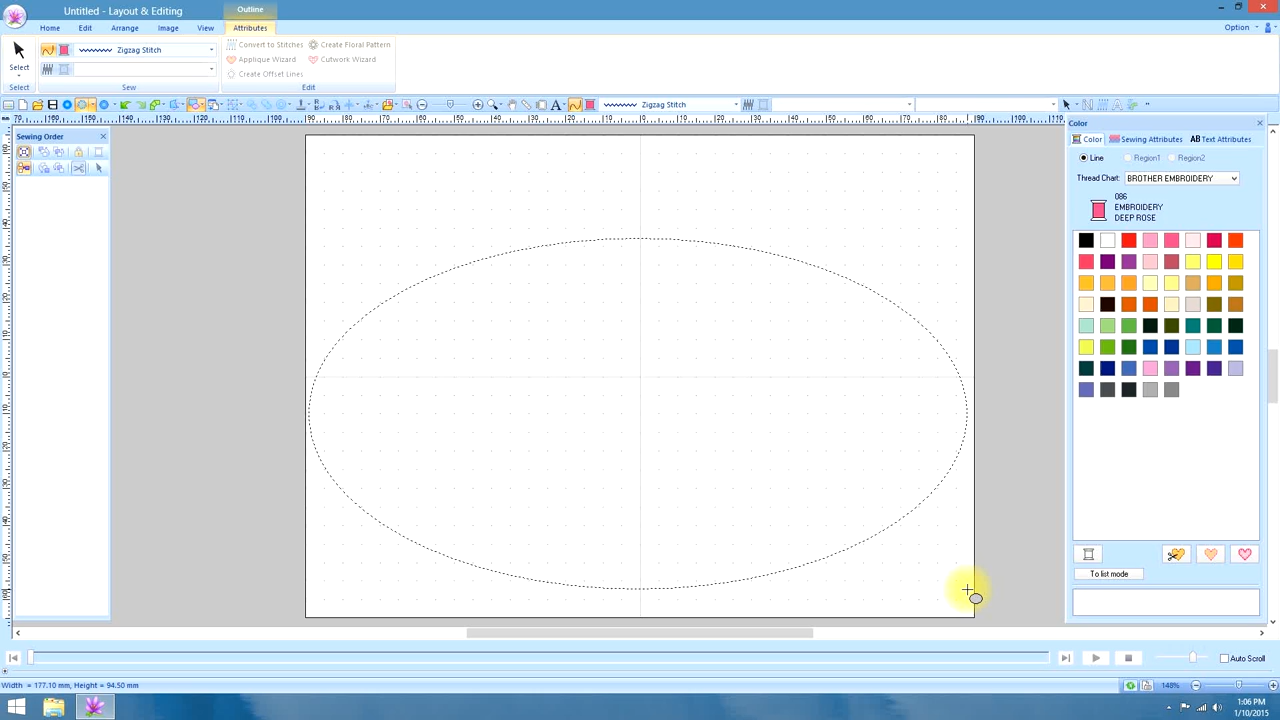 Untitled - Layout & Editing
Outline
Home Edit Arrange Image View Attributes
Option
Select
Zigzag Stitch
Convert to Stitches Create Floral Pattern
Applique Wizard Cutwork Wizard
Create Offset Lines
Select Sew Edit
Zigzag Stitch
Sewing Order
Color
Color Sewing Attributes Text Attributes
Line Region1 Region2
Thread Chart: BROTHER EMBROIDERY
086
EMBROIDERY
DEEP ROSE
To list mode
Auto Scroll
Width = 177.10 mm, Height = 94.50 mm
148%
1:06 PM
1/10/2015